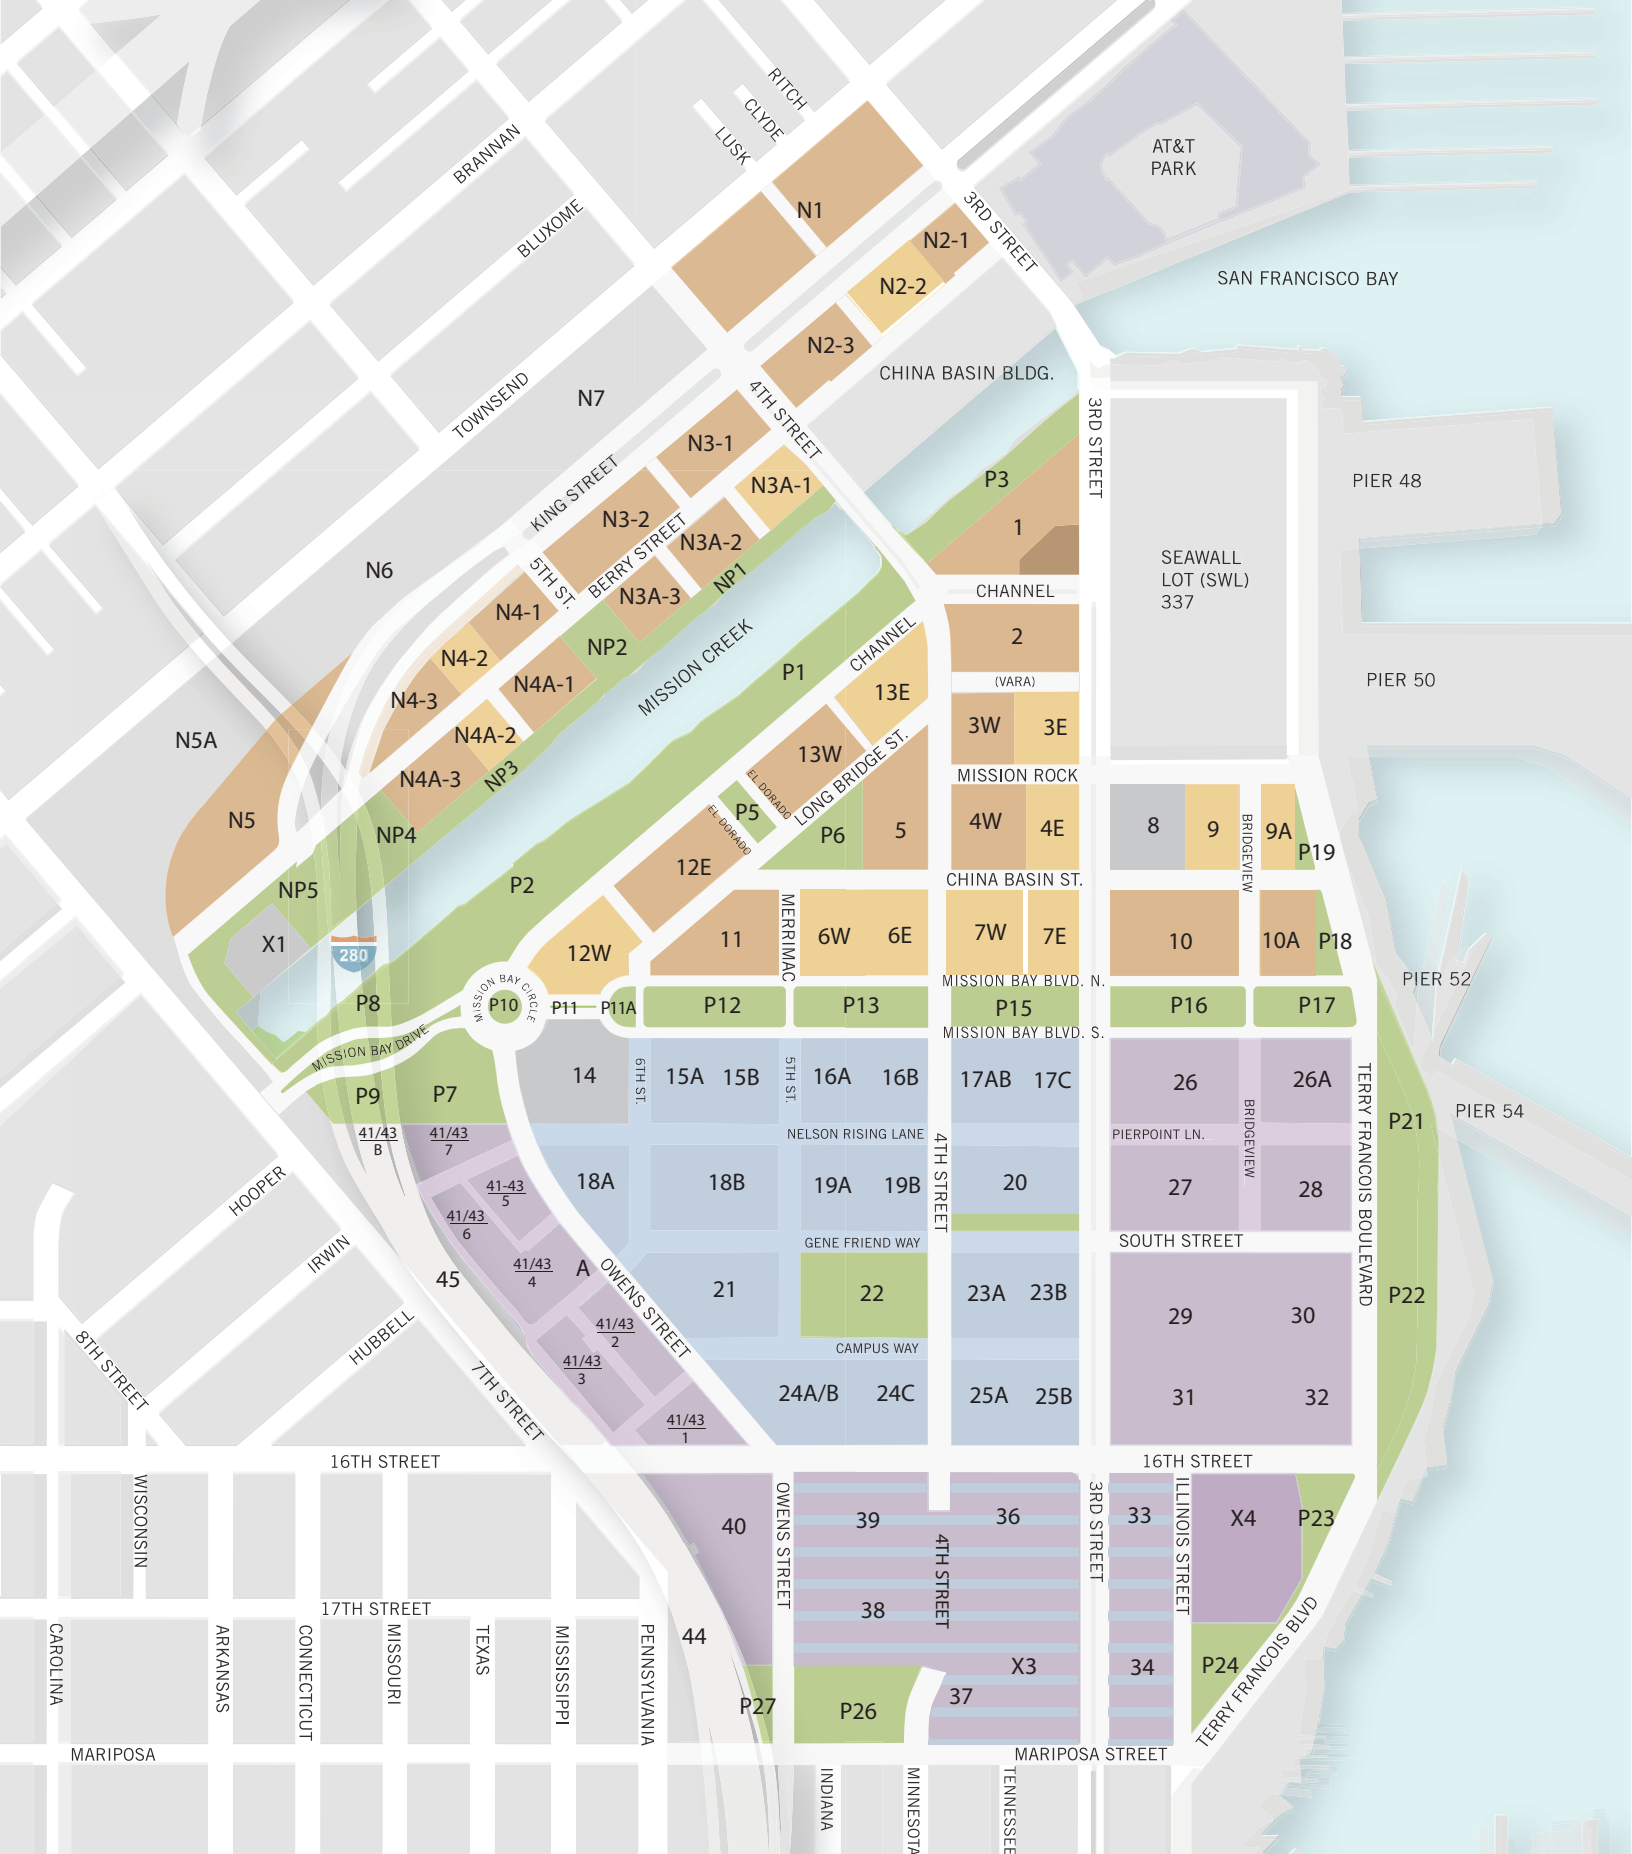 RITCH
CLYDE
LUSK
BRANNAN
BLUXOME
AT&T
PARK
N1
3RD STREET
N2-1
N2-2
SAN FRANCISCO BAY
N2-3
CHINA BASIN BLDG.
TOWNSEND
N7
4TH STREET
3RD STREET
N3-1
KING STREET
N3A-1
P3
PIER 48
N3-2
1
BERRY STREET
N3A-2
SEAWALL
LOT (SWL)
337
N6
5TH ST.
NP1
N3A-3
CHANNEL
N4-1
NP2
MISSION CREEK
CHANNEL
2
N4-2
P1
(VARA)
PIER 50
N4-3
N4A-1
13E
3W
3E
N5A
N4A-2
13W
LONG BRIDGE ST.
MISSION ROCK
N4A-3
NP3
EL DORADO
P5
EL DORADO
N5
NP4
P6
5
4W
4E
8
9
BRIDGEVIEW
9A
P19
12E
CHINA BASIN ST.
NP5
P2
MERRIMAC
X1
280
12W
11
6W
6E
7W
7E
10
10A
P18
MISSION BAY BLVD. N.
PIER 52
P8
MISSION BAY CIRCLE
P10
P11
P11A
P12
P13
P15
P16
P17
MISSION BAY BLVD. S.
MISSION BAY DRIVE
P9
P7
14
6TH ST.
15A
15B
5TH ST.
16A
16B
17AB
17C
26
26A
TERRY FRANCOIS BOULEVARD
P21
PIER 54
41/43
B
41/43
7
NELSON RISING LANE
4TH STREET
PIERPOINT LN.
BRIDGEVIEW
HOOPER
41-43
5
18A
18B
19A
19B
20
27
28
41/43
6
IRWIN
GENE FRIEND WAY
SOUTH STREET
45
41/43
4
A
OWENS STREET
21
22
23A
23B
29
30
P22
8TH STREET
HUBBELL
41/43
2
CAMPUS WAY
41/43
3
7TH STREET
24A/B
24C
25A
25B
31
32
41/43
1
16TH STREET
16TH STREET
WISCONSIN
40
OWENS STREET
39
4TH STREET
36
3RD STREET
33
ILLINOIS STREET
X4
P23
17TH STREET
38
CAROLINA
ARKANSAS
CONNECTICUT
MISSOURI
TEXAS
MISSISSIPPI
PENNSYLVANIA
44
X3
34
P24
TERRY FRANCOIS BLVD
P27
P26
37
MARIPOSA
MARIPOSA STREET
INDIANA
MINNESOTA
TENNESSEE